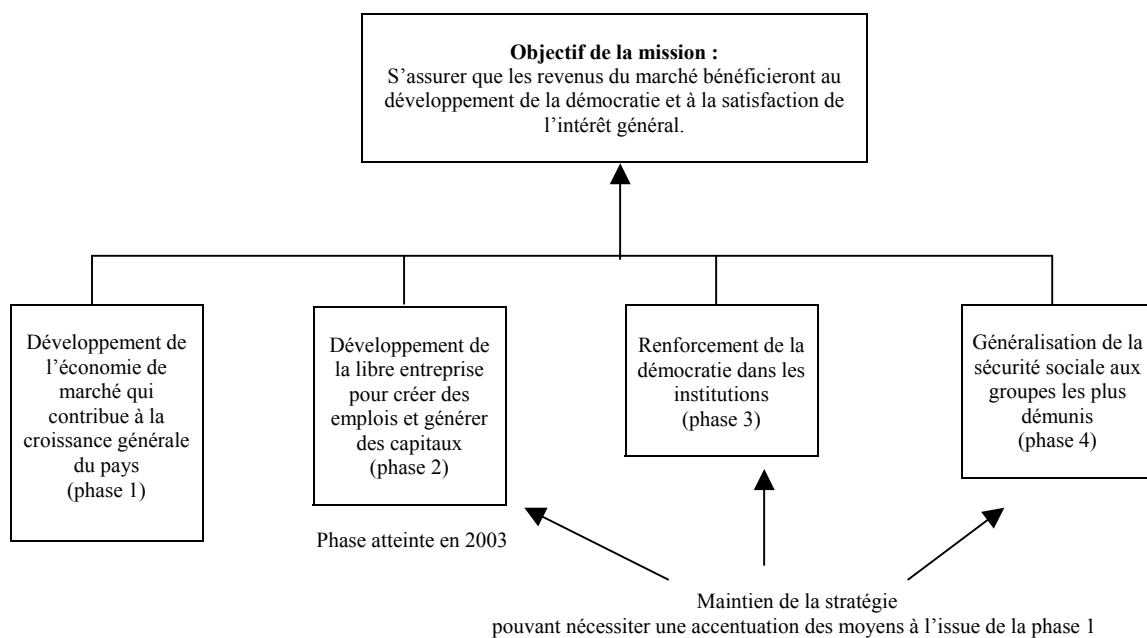 Objectif de la mission :
S’assurer que les revenus du marché bénéficieront au
développement de la démocratie et à la satisfaction de
l’intérêt général.
Développement de
l’économie de
marché qui
contribue à la
croissance générale
du pays
(phase 1)
Développement de
la libre entreprise
pour créer des
emplois et générer
des capitaux
(phase 2)
Renforcement de la
démocratie dans les
institutions
(phase 3)
Généralisation de la
sécurité sociale aux
groupes les plus
démunis
(phase 4)
Phase atteinte en 2003
Maintien de la stratégie
pouvant nécessiter une accentuation des moyens à l’issue de la phase 1